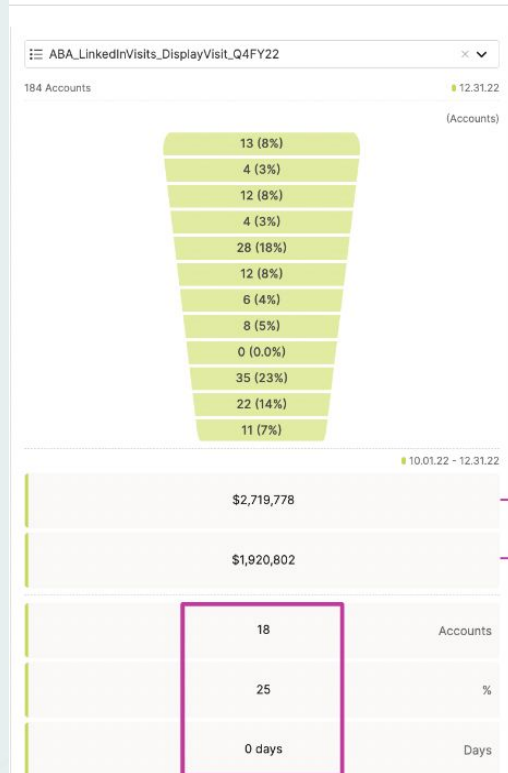 ABA_LinkedInVisits_DisplayVisit_Q4FY22
184 Accounts 12.31.22
(Accounts)
13 (8%)
4 (3%)
12 (8%)
4 (3%)
28 (18%)
12 (8%)
6 (4%)
8 (5%)
0 (0.0%)
35 (23%)
22 (14%)
11 (7%)
10.01.22 - 12.31.22
$2,719,778
$1,920,802
18 Accounts
25 %
0 days Days